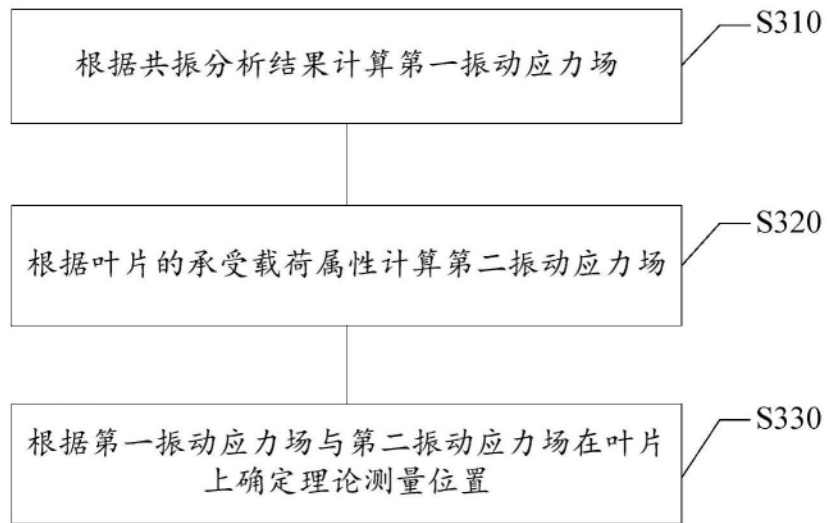 S310
根据共振分析结果计算第一振动应力场
S320
根据叶片的承受载荷属性计算第二振动应力场
S330
根据第一振动应力场与第二振动应力场在叶片
上确定理论测量位置